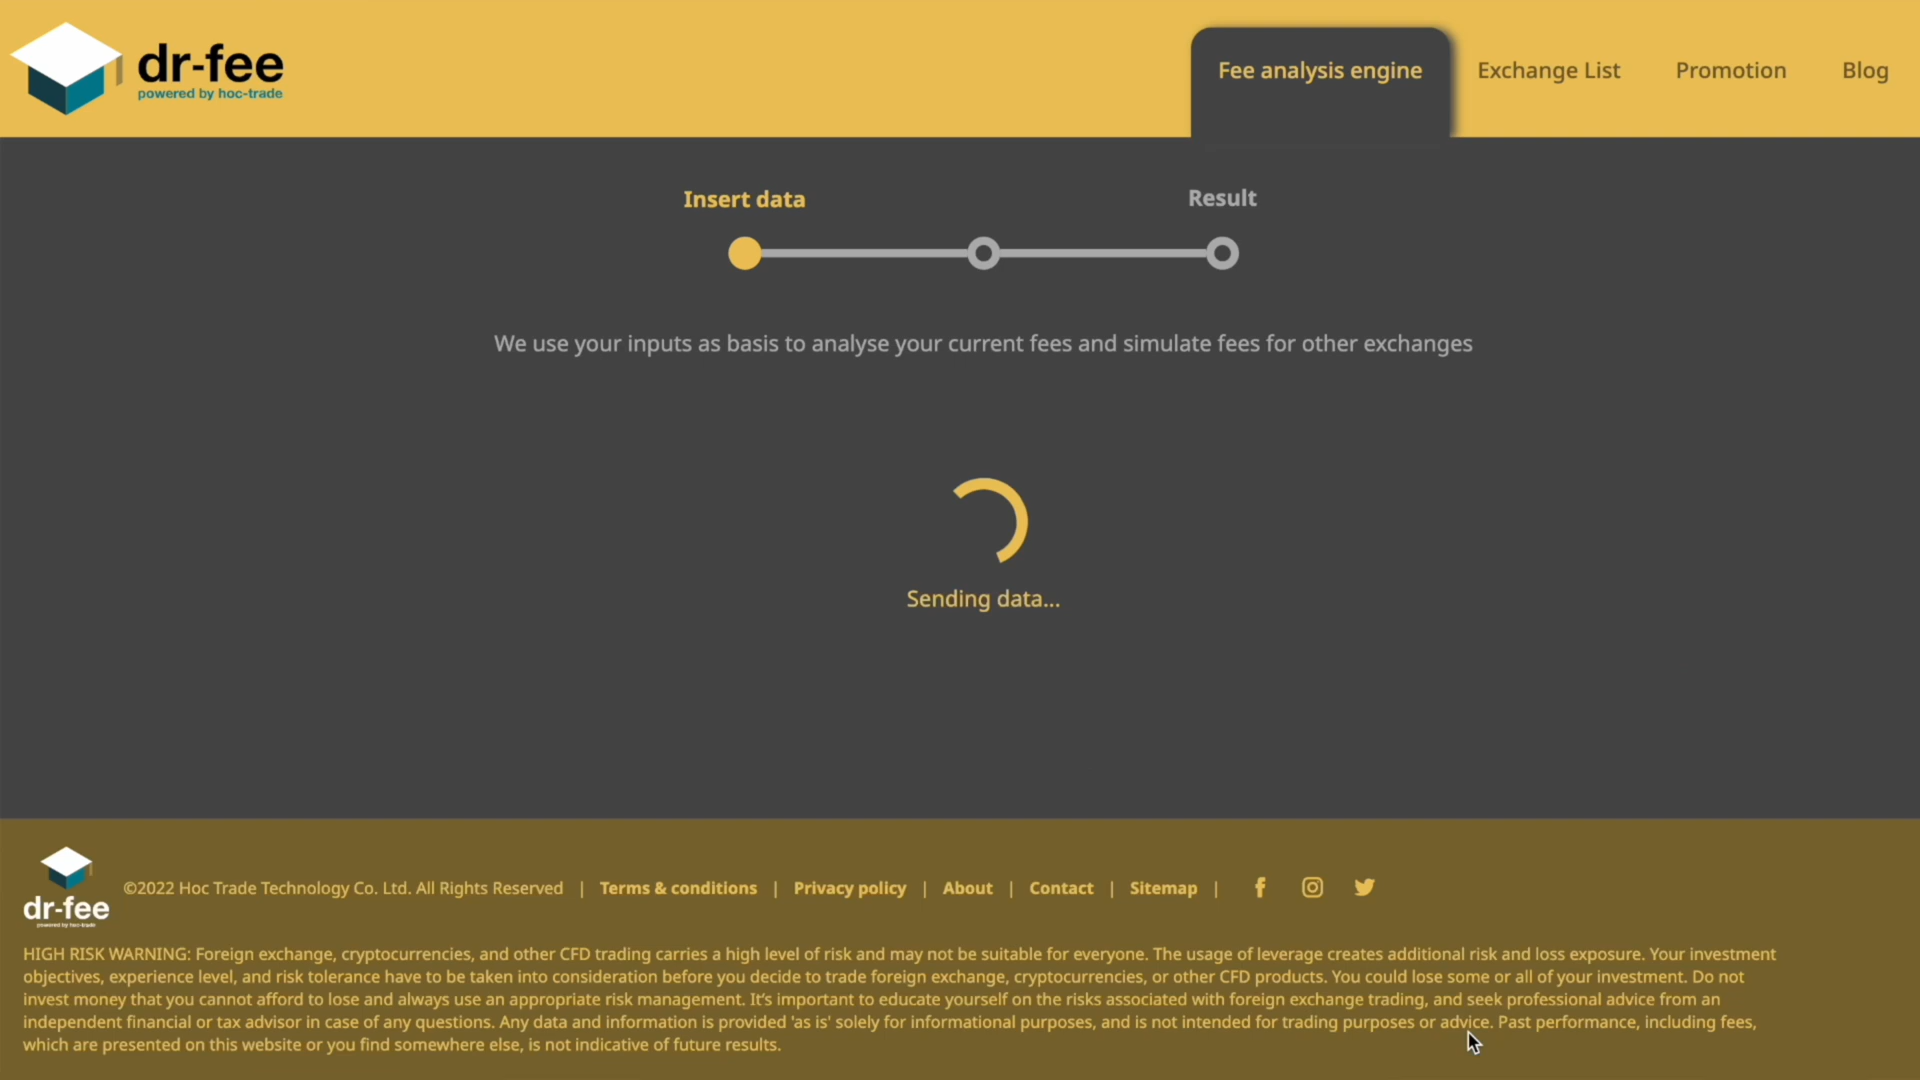 dr-fee
powered by hoc-trade
Fee analysis engine
Exchange List
Promotion
Blog
Insert data
Result
We use your inputs as basis to analyse your current fees and simulate fees for other exchanges
Sending data...
dr-fee
powered by hoc-trade
©2022 Hoc Trade Technology Co. Ltd. All Rights Reserved | Terms & conditions | Privacy policy | About | Contact | Sitemap |
HIGH RISK WARNING: Foreign exchange, cryptocurrencies, and other CFD trading carries a high level of risk and may not be suitable for everyone. The usage of leverage creates additional risk and loss exposure. Your investment
objectives, experience level, and risk tolerance have to be taken into consideration before you decide to trade foreign exchange, cryptocurrencies, or other CFD products. You could lose some or all of your investment. Do not
invest money that you cannot afford to lose and always use an appropriate risk management. It's important to educate yourself on the risks associated with foreign exchange trading, and seek professional advice from an
independent financial or tax advisor in case of any questions. Any data and information is provided 'as is' solely for informational purposes, and is not intended for trading purposes or advice. Past performance, including fees,
which are presented on this website or you find somewhere else, is not indicative of future results.